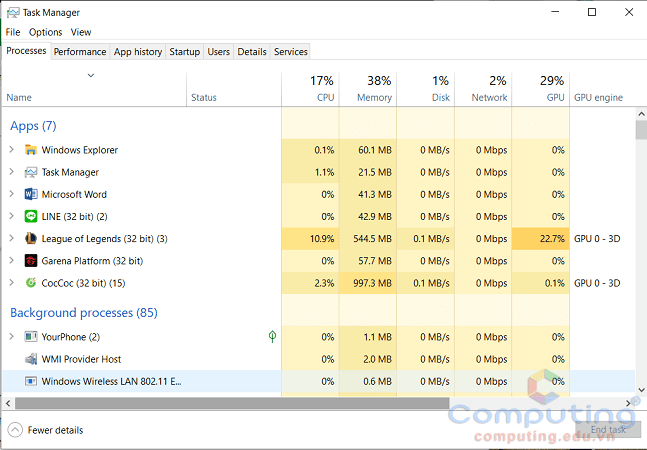 Task Manager
File Options View
Processes Performance App history Startup Users Details Services
17% 38% 1% 2% 29%
Name Status CPU Memory Disk Network GPU GPU engine
Apps (7)
Windows Explorer 0.1% 60.1 MB 0 MB/s 0 Mbps 0%
Task Manager 1.1% 21.5 MB 0 MB/s 0 Mbps 0%
Microsoft Word 0% 41.3 MB 0 MB/s 0 Mbps 0%
LINE (32 bit) (2) 0% 42.9 MB 0 MB/s 0 Mbps 0%
League of Legends (32 bit) (3) 10.9% 544.5 MB 0.1 MB/s 0 Mbps 22.7% GPU 0 - 3D
Garena Platform (32 bit) 0% 57.7 MB 0 MB/s 0 Mbps 0%
CocCoc (32 bit) (15) 2.3% 997.3 MB 0.1 MB/s 0 Mbps 0.1% GPU 0 - 3D
Background processes (85)
YourPhone (2) 0% 1.1 MB 0 MB/s 0 Mbps 0%
WMI Provider Host 0% 2.0 MB 0 MB/s 0 Mbps 0%
Windows Wireless LAN 802.11 E... 0% 0.6 MB 0 MB/s 0 Mbps 0%
Computing®
Fewer details End task
computing.edu.vn